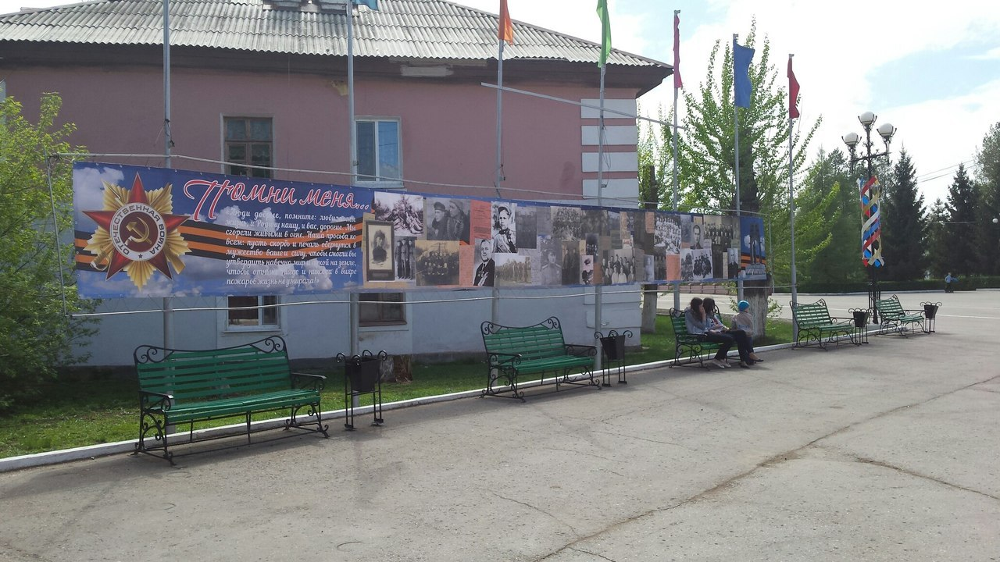 Помни меня...
"Люди добрые, помните: любили мы
жизнь, и Родину нашу, и вас, дорогие. Мы
сгорели живыми в огне. Наша просьба ко
всем: пусть скорбь и печаль обернутся в
мужество ваше и силу, чтобы смогли вы
утвердить навечно мир и покой на земле,
чтобы отныне нигде и никогда в вихре
пожаров жизнь не умирала!"
ОТЕЧЕСТВЕННАЯ ВОЙНА